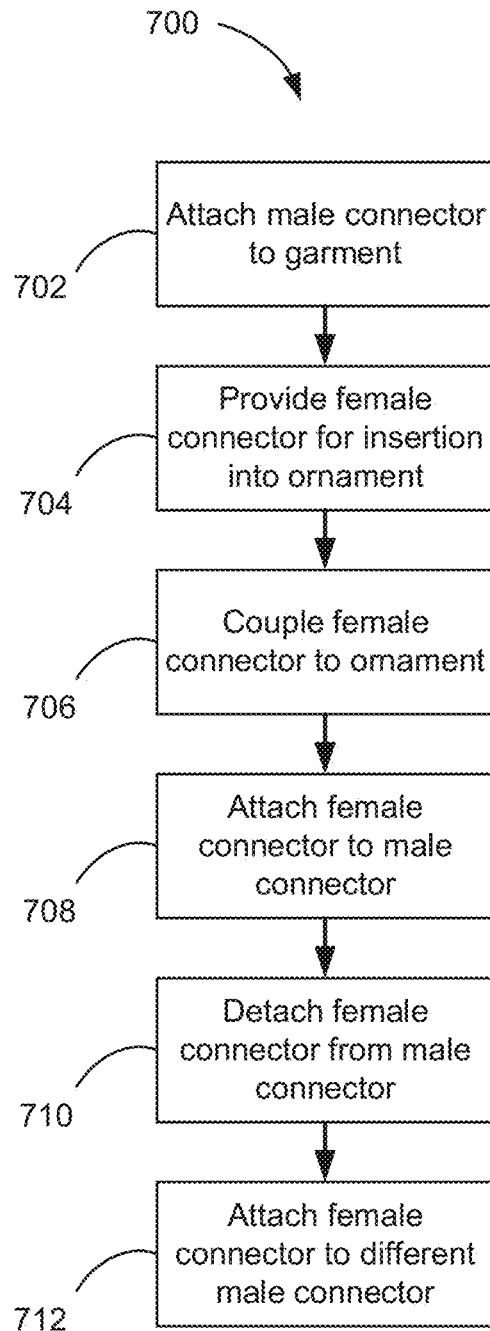 700
Attach male connector
to garment
702
Provide female
connector for insertion
into ornament
704
Couple female
connector to ornament
706
Attach female
connector to male
connector
708
Detach female
connector from male
connector
710
Attach female
connector to different
male connector
712